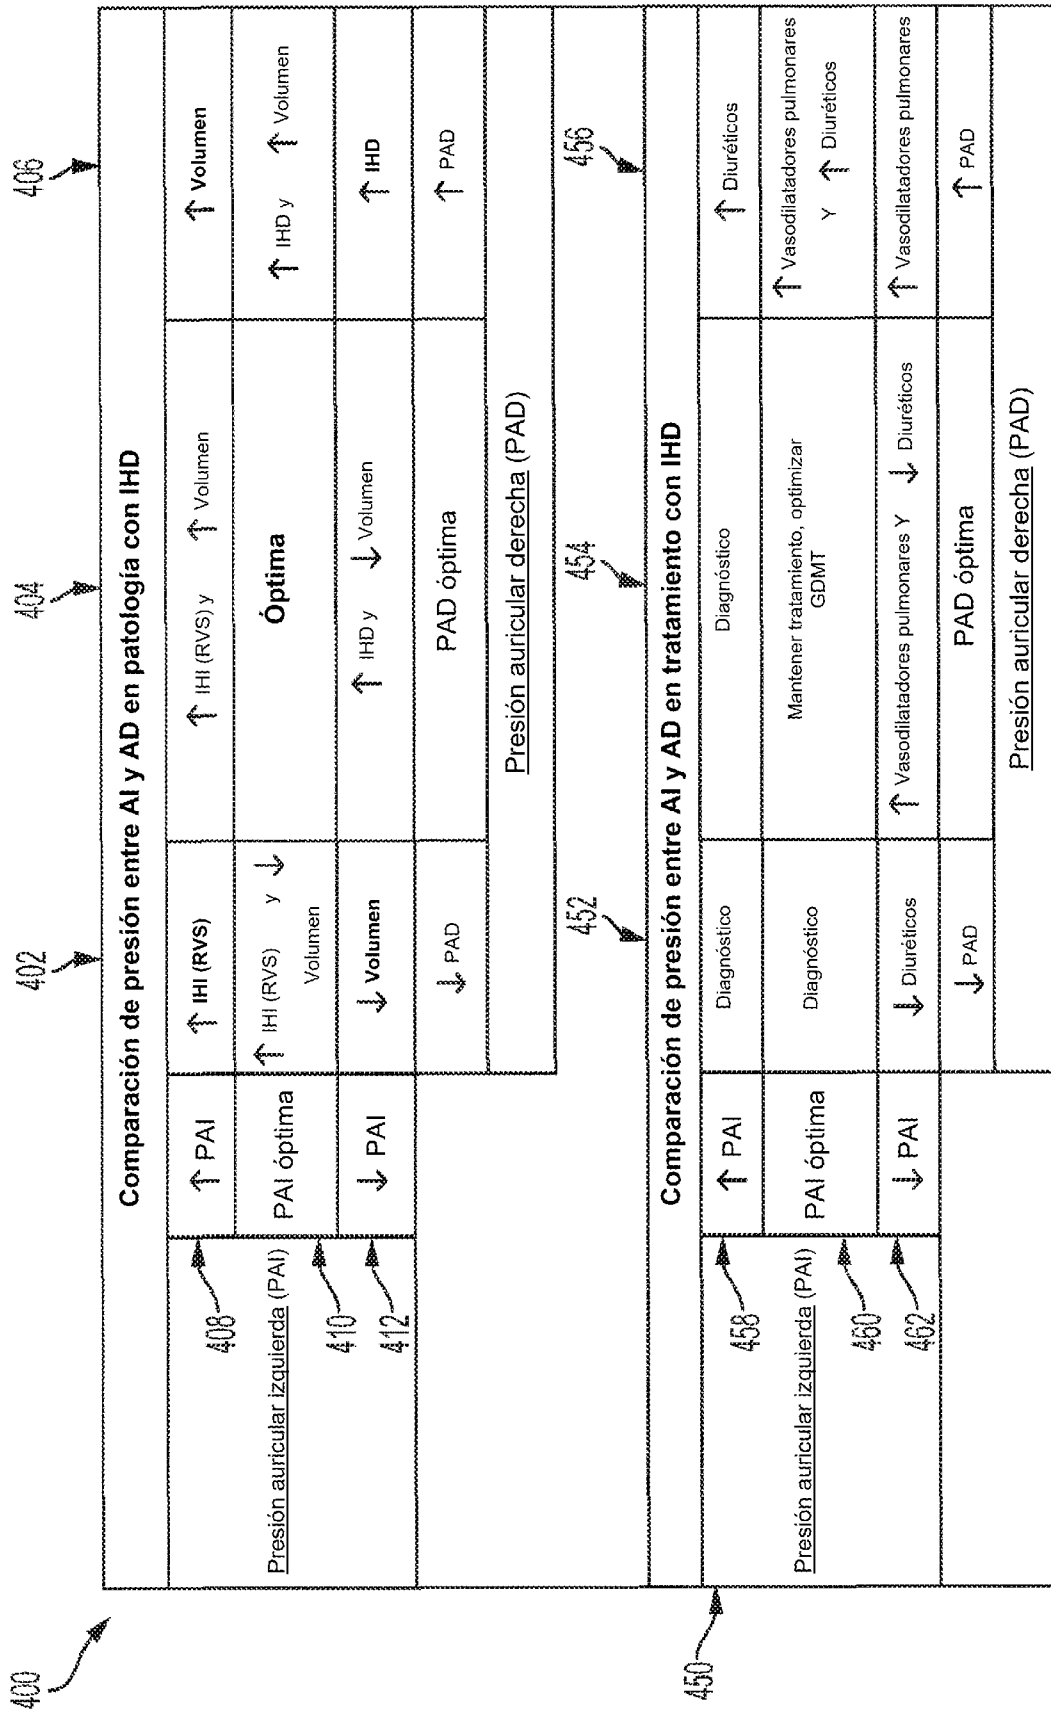 400
402
404
406
Comparación de presión entre AI y AD en patología con IHD
Presión auricular izquierda (PAI)
408
↑ PAI
↑ IHI (RVS)
↑ IHI (RVS) y ↑ Volumen
↑ Volumen
410
PAI óptima
↑ IHI (RVS) y ↓
Volumen
Óptima
↑ IHD y ↑ Volumen
412
↓ PAI
↓ Volumen
↑ IHD y ↓ Volumen
↑ IHD
↓ PAD
PAD óptima
↑ PAD
Presión auricular derecha (PAD)
450
452
454
456
Comparación de presión entre AI y AD en tratamiento con IHD
Presión auricular izquierda (PAI)
458
↑ PAI
Diagnóstico
Diagnóstico
↑ Diuréticos
460
PAI óptima
Diagnóstico
Mantener tratamiento, optimizar
GDMT
↑ Vasodilatadores pulmonares
Y ↑ Diuréticos
462
↓ PAI
↓ Diuréticos
↑ Vasodilatadores pulmonares Y ↓ Diuréticos
↑ Vasodilatadores pulmonares
↓ PAD
PAD óptima
↑ PAD
Presión auricular derecha (PAD)